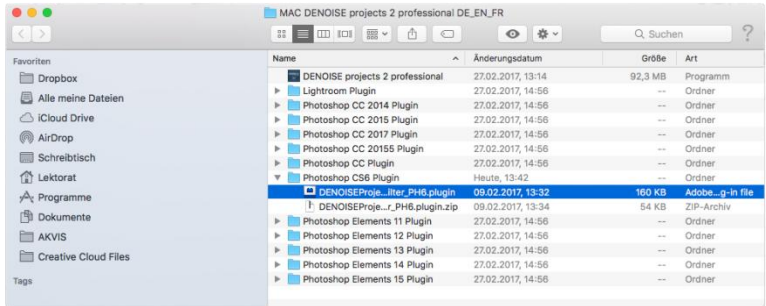 MAC DENOISE projects 2 professional DE_EN_FR
Suchen
?
Favoriten
Dropbox
Alle meine Dateien
iCloud Drive
AirDrop
Schreibtisch
Lektorat
Programme
Dokumente
AKVIS
Creative Cloud Files
Tags
Name Änderungsdatum Größe Art
DENOISE projects 2 professional 27.02.2017, 13:14 92,3 MB Programm
Lightroom Plugin 27.02.2017, 14:56 -- Ordner
Photoshop CC 2014 Plugin 27.02.2017, 14:56 -- Ordner
Photoshop CC 2015 Plugin 27.02.2017, 14:56 -- Ordner
Photoshop CC 2017 Plugin 27.02.2017, 14:56 -- Ordner
Photoshop CC 20155 Plugin 27.02.2017, 14:56 -- Ordner
Photoshop CC Plugin 27.02.2017, 14:56 -- Ordner
Photoshop CS6 Plugin Heute, 13:42 -- Ordner
DENOISEProje...ilter_PH6.plugin 09.02.2017, 13:32 160 KB Adobe...g-in file
DENOISEProje...r_PH6.plugin.zip 09.02.2017, 13:34 54 KB ZIP-Archiv
Photoshop Elements 11 Plugin 27.02.2017, 14:56 -- Ordner
Photoshop Elements 12 Plugin 27.02.2017, 14:56 -- Ordner
Photoshop Elements 13 Plugin 27.02.2017, 14:56 -- Ordner
Photoshop Elements 14 Plugin 27.02.2017, 14:56 -- Ordner
Photoshop Elements 15 Plugin 27.02.2017, 14:56 -- Ordner